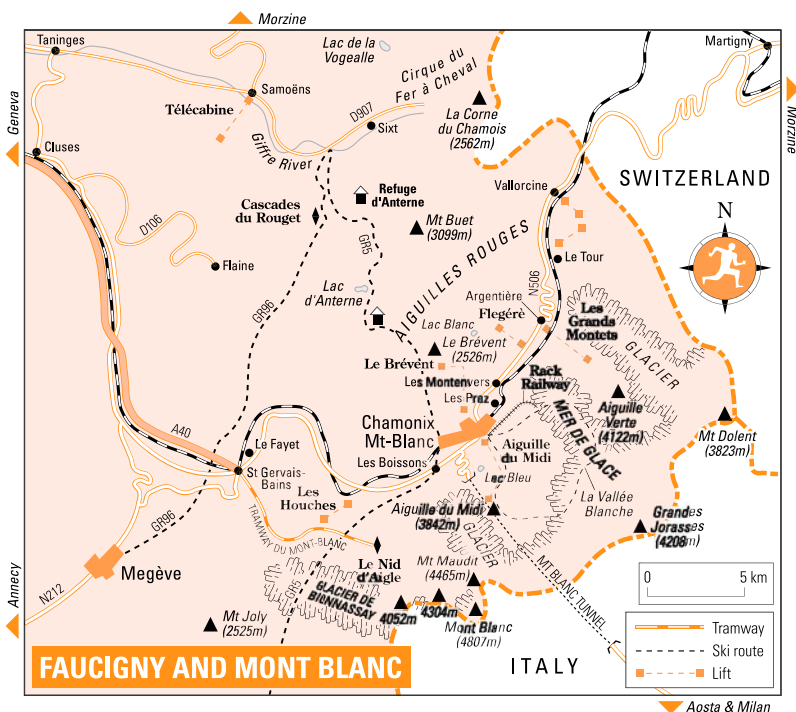 Morzine
Taninges
Lac de la
Vogealle
Cirque du
Fer à Cheval
Martigny
Samoëns
Télécabine
D907
La Corne
du Chamois
(2562m)
Geneva
Morzine
Cluses
Giffre River
Sixt
Vallorcine
SWITZERLAND
Refuge
d'Anterne
Cascades
du Rouget
N
D106
Mt Buet
(3099m)
GR5
AIGUILLES ROUGES
Le Tour
Flaine
N506
Lac
d'Anterne
Argentière
Flegérè
Les
Grands
Montets
GR96
Lac Blanc
Le Brévent
(2526m)
GLACIER
Le Brévent
Rack
Railway
Les Montenvers
Les Praz
Aiguille
Verte
(4122m)
A40
Chamonix
Mt-Blanc
MER DE GLACE
Mt Dolent
(3823m)
Le Fayet
Aiguille
du Midi
Les Boissons
St Gervais-
Bains
Lac Bleu
Les
Houches
La Vallée
Blanche
Aiguille du Midi
(3842m)
Grandes
Jorasses
(4208m)
GR96
TRAMWAY DU MONT-BLANC
GLACIER
Le Nid
d'Aigle
Mt Maudit
(4465m)
MT BLANC TUNNEL
Megève
Annecy
N212
GR5
GLACIER DE
BIONNASSAY
4052m
4304m
0 5 km
Mt Joly
(2525m)
Mont Blanc
(4807m)
Tramway
Ski route
Lift
FAUCIGNY AND MONT BLANC
ITALY
Aosta & Milan